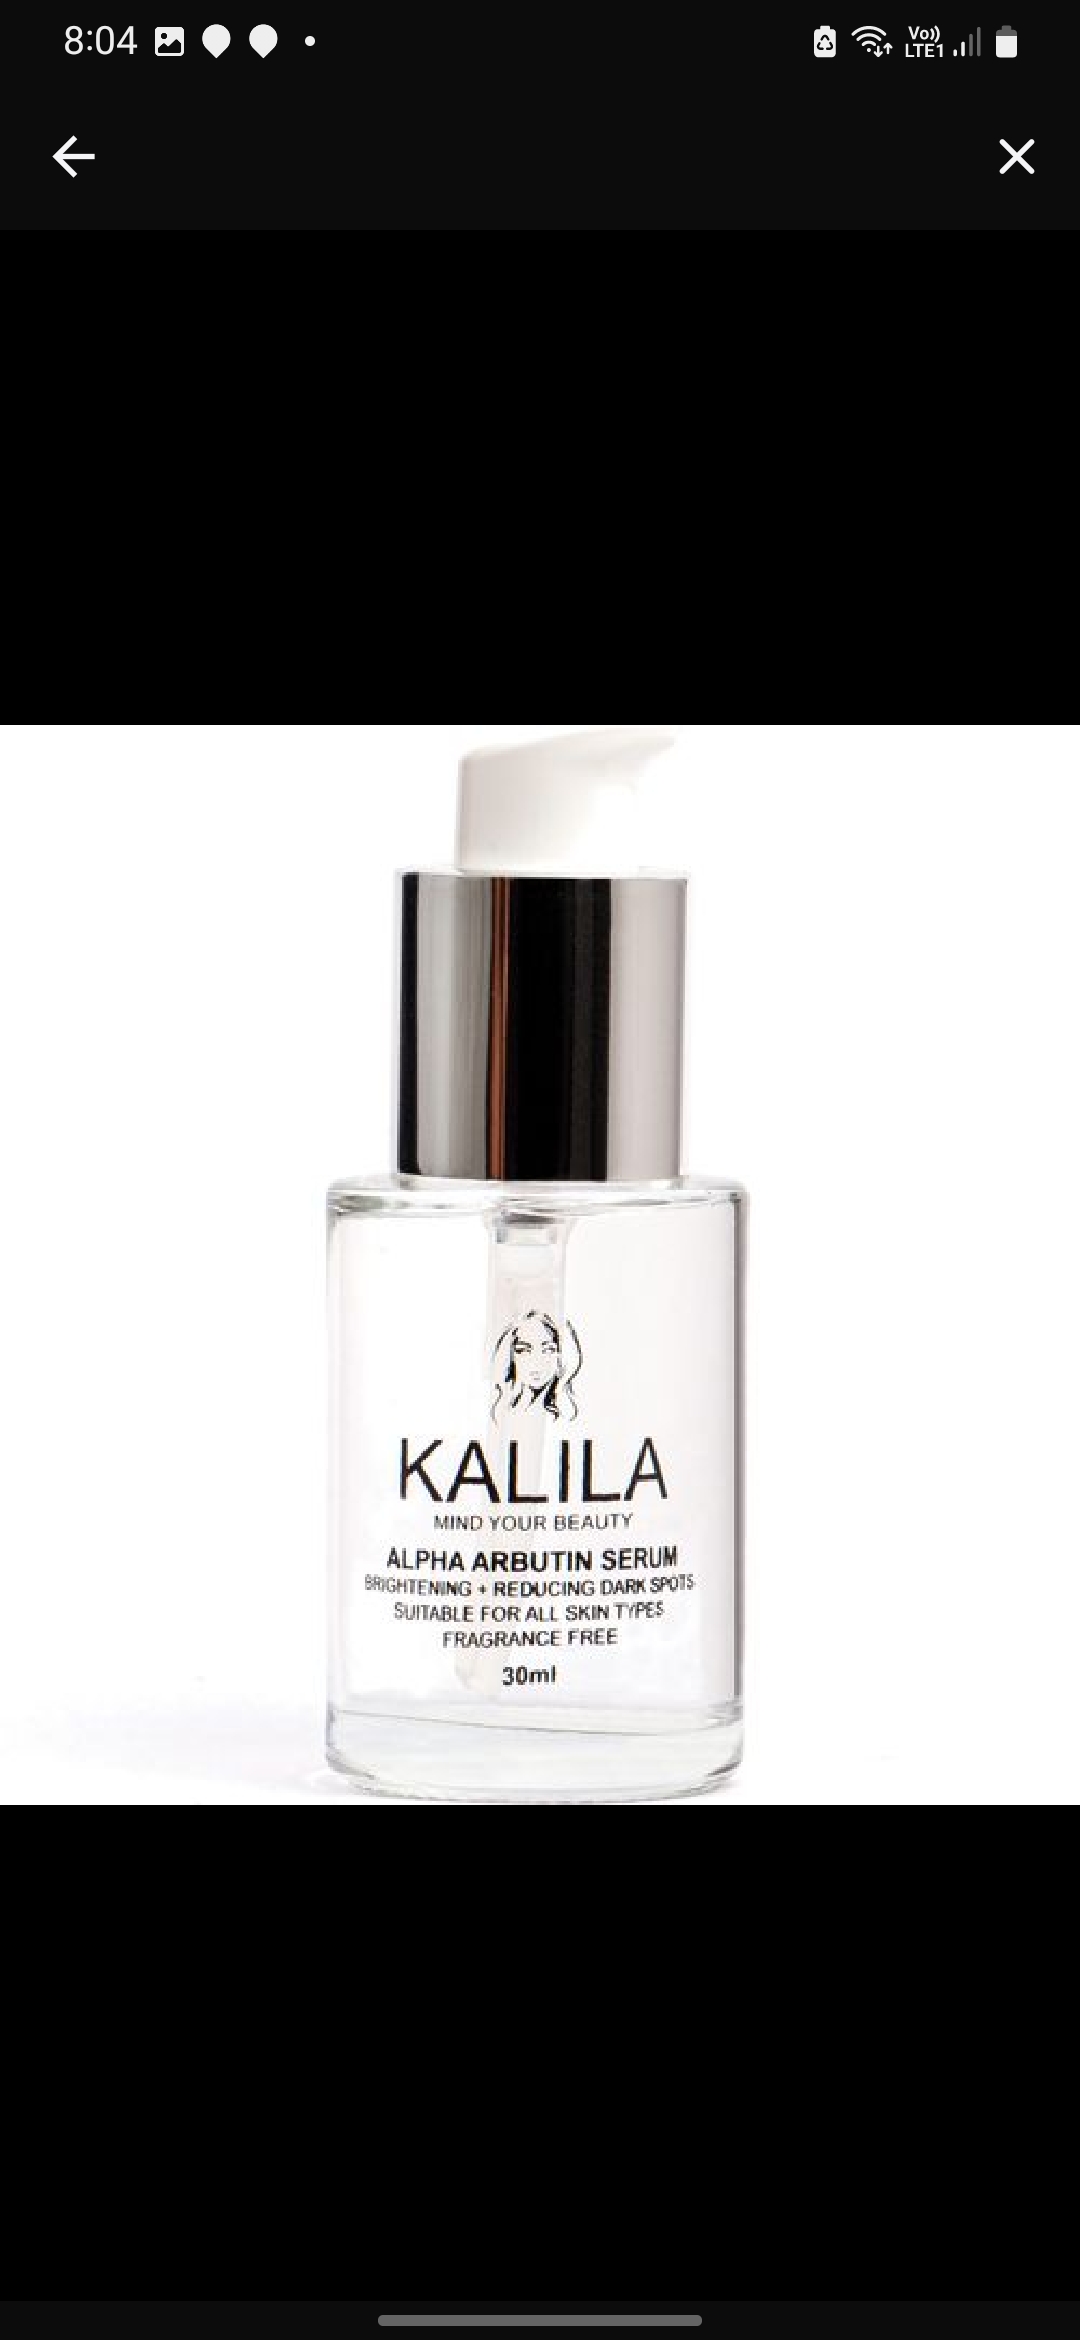 8:04
Vo))
LTE1
KALILA
MIND YOUR BEAUTY
ALPHA ARBUTIN SERUM
BRIGHTENING + REDUCING DARK SPOTS
SUITABLE FOR ALL SKIN TYPES
FRAGRANCE FREE
30ml